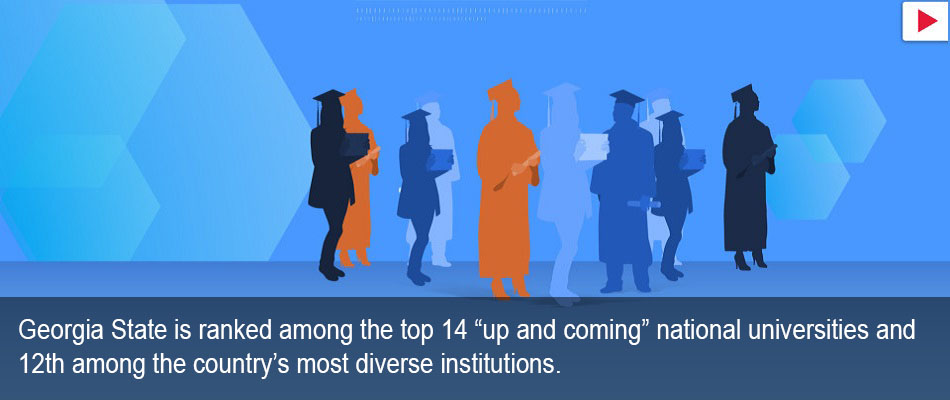 Georgia State is ranked among the top 14 “up and coming” national universities and
12th among the country’s most diverse institutions.